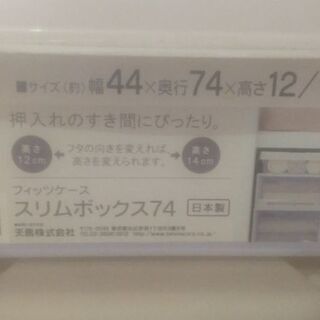 ■サイズ〈約〉幅44×奥行74×高さ12/
押入れのすき間にぴったり。
高さ12cm
フタの向きを変えれば、高さを変えられます。
高さ14cm
フィッツケース
スリムボックス74
日本製
天馬株式会社